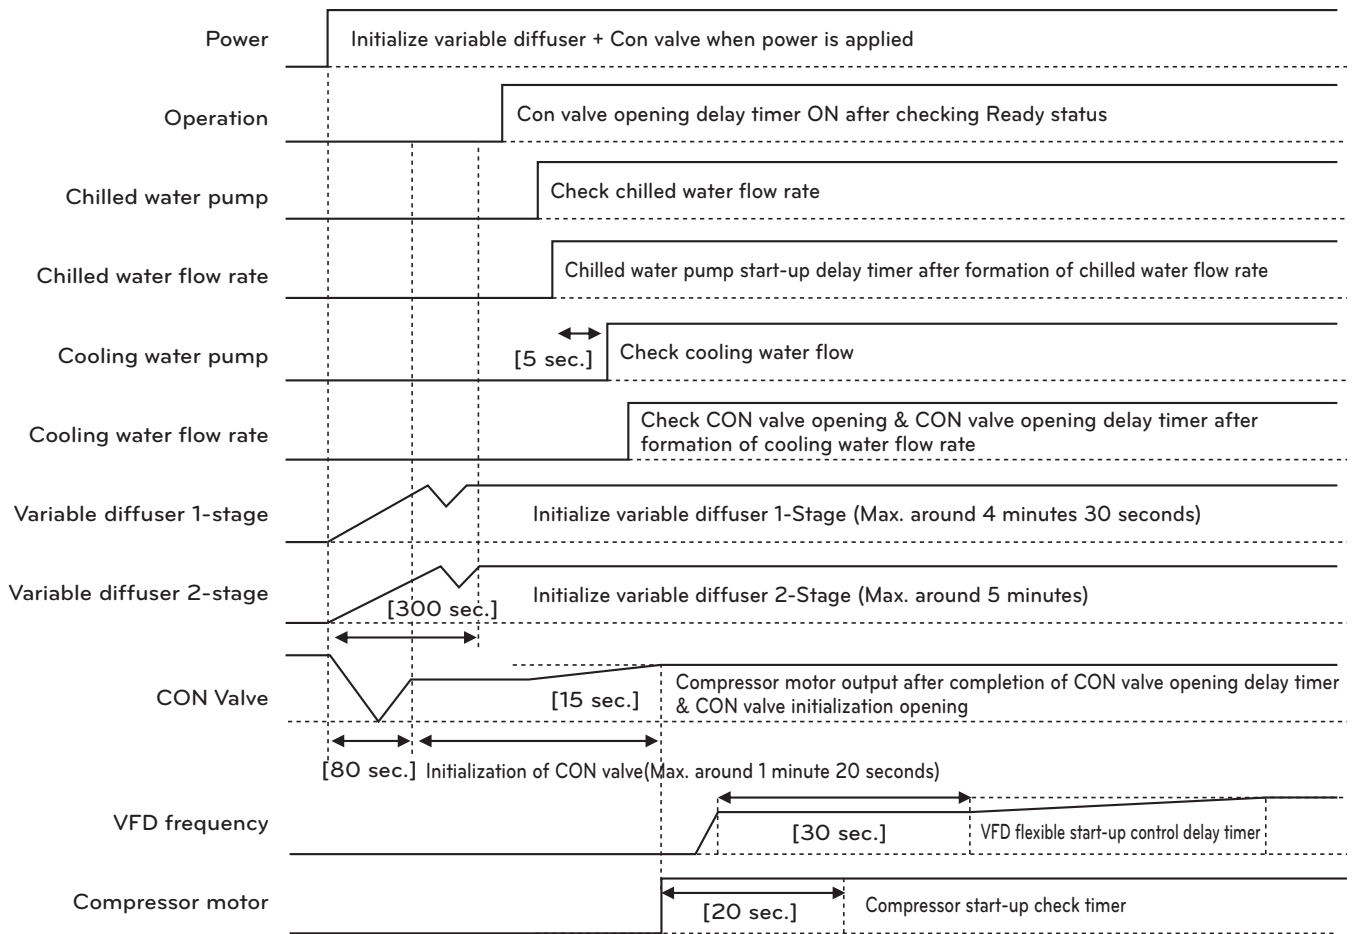 Power
Initialize variable diffuser + Con valve when power is applied
Operation
Con valve opening delay timer ON after checking Ready status
Chilled water pump
Check chilled water flow rate
Chilled water flow rate
Chilled water pump start-up delay timer after formation of chilled water flow rate
Cooling water pump
[5 sec.]
Check cooling water flow
Cooling water flow rate
Check CON valve opening & CON valve opening delay timer after
formation of cooling water flow rate
Variable diffuser 1-stage
Initialize variable diffuser 1-Stage (Max. around 4 minutes 30 seconds)
Variable diffuser 2-stage
[300 sec.]
Initialize variable diffuser 2-Stage (Max. around 5 minutes)
CON Valve
[15 sec.]
Compressor motor output after completion of CON valve opening delay timer
& CON valve initialization opening
[80 sec.]
Initialization of CON valve(Max. around 1 minute 20 seconds)
VFD frequency
[30 sec.]
VFD flexible start-up control delay timer
Compressor motor
[20 sec.]
Compressor start-up check timer